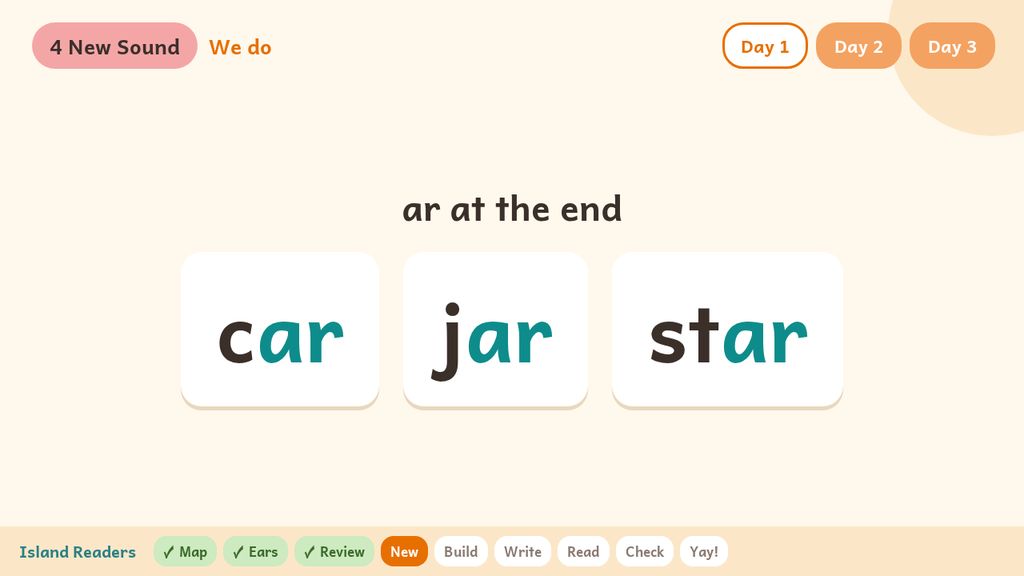 4 New Sound We do Day 1 Day 2 Day 3
ar at the end
car jar star
Island Readers ✓ Map ✓ Ears ✓ Review New Build Write Read Check Yay!